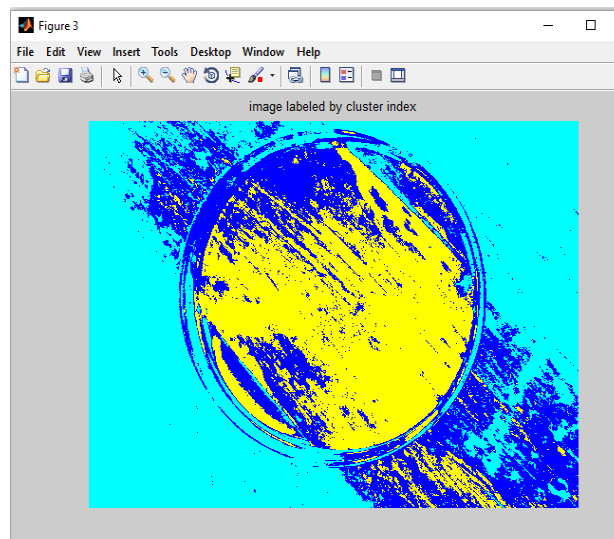 Figure 3
File Edit View Insert Tools Desktop Window Help
image labeled by cluster index